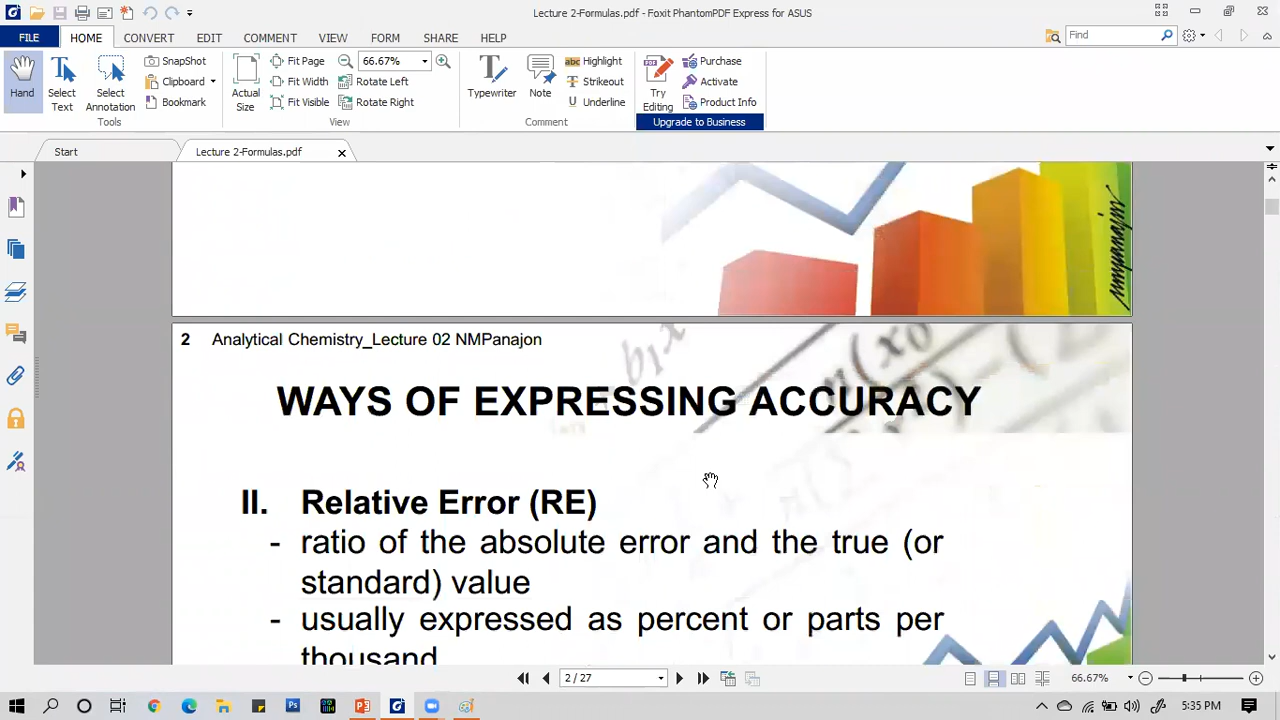 Lecture 2-Formulas.pdf - Foxit PhantomPDF Express for ASUS
FILE HOME CONVERT EDIT COMMENT VIEW FORM SHARE HELP
Find
Hand
Select Text
Select Annotation
SnapShot
Clipboard
Bookmark
Tools
Actual Size
Fit Page
Fit Width
Fit Visible
66.67%
Rotate Left
Rotate Right
View
Typewriter
Note
abc Highlight
Strikeout
Underline
Comment
Try Editing
Purchase
Activate
Product Info
Upgrade to Business
Start
Lecture 2-Formulas.pdf
2 Analytical Chemistry_Lecture 02 NMPanajon
WAYS OF EXPRESSING ACCURACY
II. Relative Error (RE)
- ratio of the absolute error and the true (or
standard) value
- usually expressed as percent or parts per
thousand
2 / 27
66.67%
5:35 PM